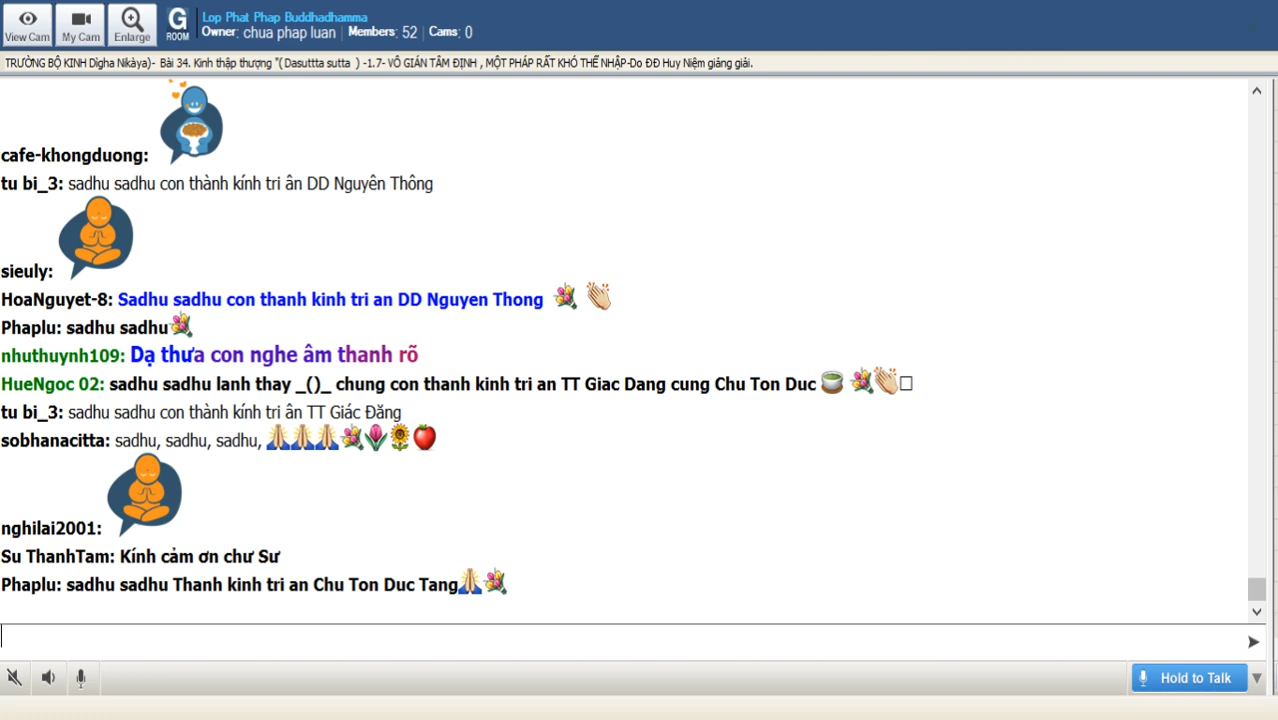 View Cam
My Cam
Enlarge
G
ROOM
Lop Phat Phap Buddhadhamma
Owner: chua phap luan | Members: 52 | Cams: 0
TRƯỜNG BỘ KINH Dìgha Nikàya)- Bài 34. Kinh thập thượng "( Dasuttta sutta ) -1.7- VÔ GIÁN TÂM ĐỊNH , MỘT PHÁP RẤT KHÓ THỂ NHẬP-Do ĐĐ Huy Niệm giảng giải.
cafe-khongduong:
tu bi_3: sadhu sadhu con thành kính tri ân DD Nguyên Thông
sieuly:
HoaNguyet-8: Sadhu sadhu con thanh kinh tri an DD Nguyen Thong 💐 👏
Phaplu: sadhu sadhu💐
nhuthuynh109: Dạ thưa con nghe âm thanh rõ
HueNgoc 02: sadhu sadhu lanh thay _()_ chung con thanh kinh tri an TT Giac Dang cung Chu Ton Duc 🍵 💐👏□
tu bi_3: sadhu sadhu con thành kính tri ân TT Giác Đăng
sobhanacitta: sadhu, sadhu, sadhu, 🙏🙏🙏💐🌷🌻🍎
nghilai2001:
Su ThanhTam: Kính cảm ơn chư Sư
Phaplu: sadhu sadhu Thanh kinh tri an Chu Ton Duc Tang🙏💐
Hold to Talk